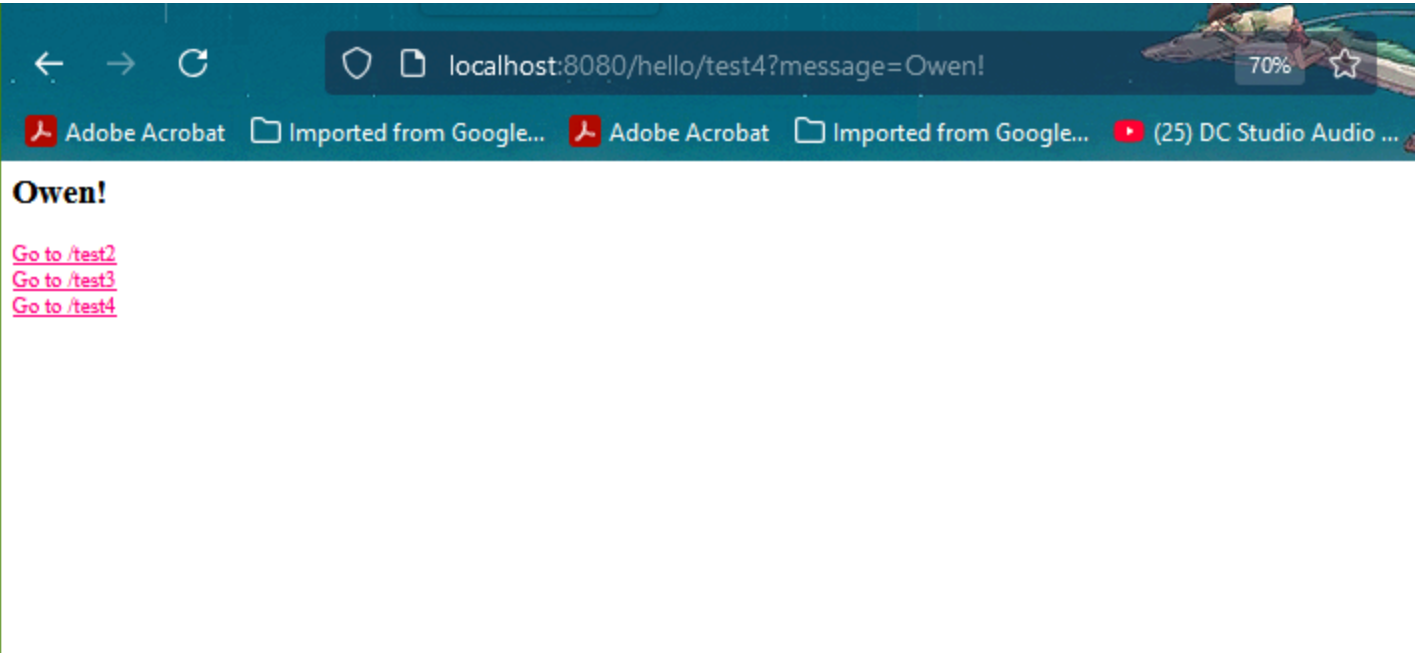 localhost:8080/hello/test4?message=Owen!
70%
Adobe Acrobat
Imported from Google...
Adobe Acrobat
Imported from Google...
(25) DC Studio Audio ...
Owen!
Go to /test2
Go to /test3
Go to /test4